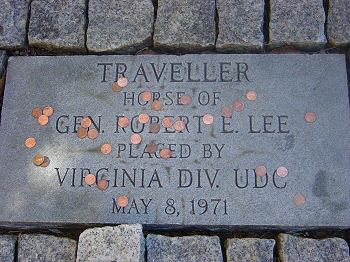 TRAVELLER
HORSE OF
GEN. ROBERT E. LEE
PLACED BY
VIRGINIA DIV. UDC
MAY 8, 1971